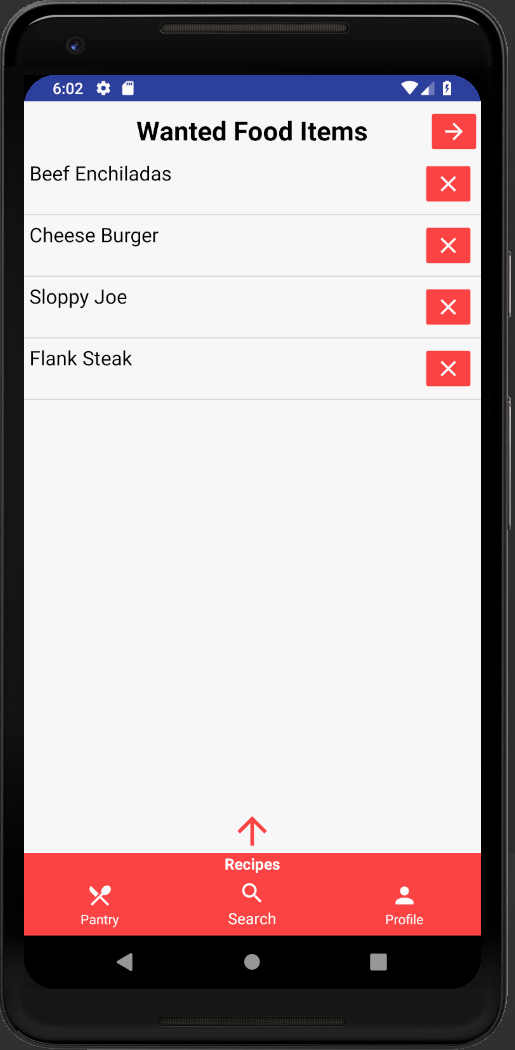 6:02
Wanted Food Items
Beef Enchiladas
Cheese Burger
Sloppy Joe
Flank Steak
Recipes
Pantry
Search
Profile